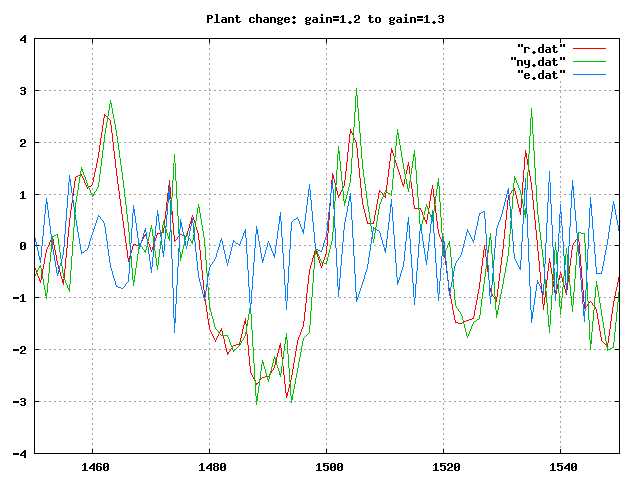 Plant change: gain=1.2 to gain=1.3
"r.dat"
"ny.dat"
"e.dat"
4
3
2
1
0
-1
-2
-3
-4
1460 1480 1500 1520 1540